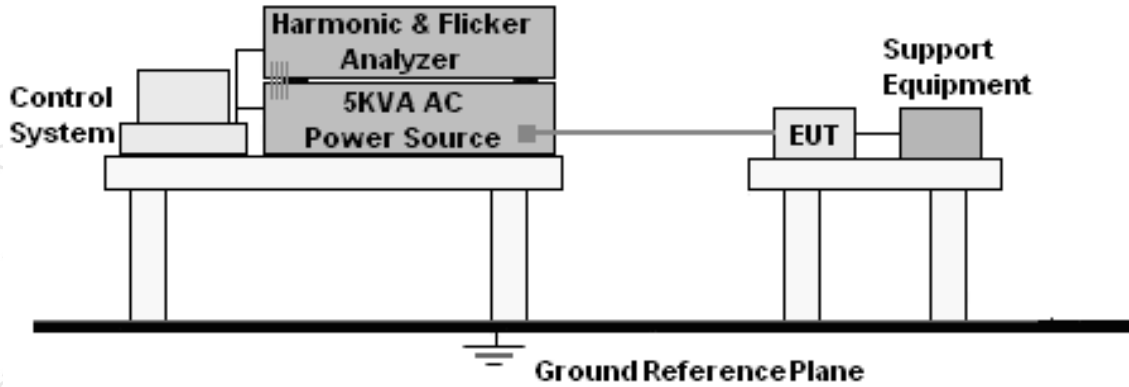 Harmonic & Flicker
Analyzer
5KVA AC
Power Source
Control
System
EUT
Support
Equipment
Ground Reference Plane